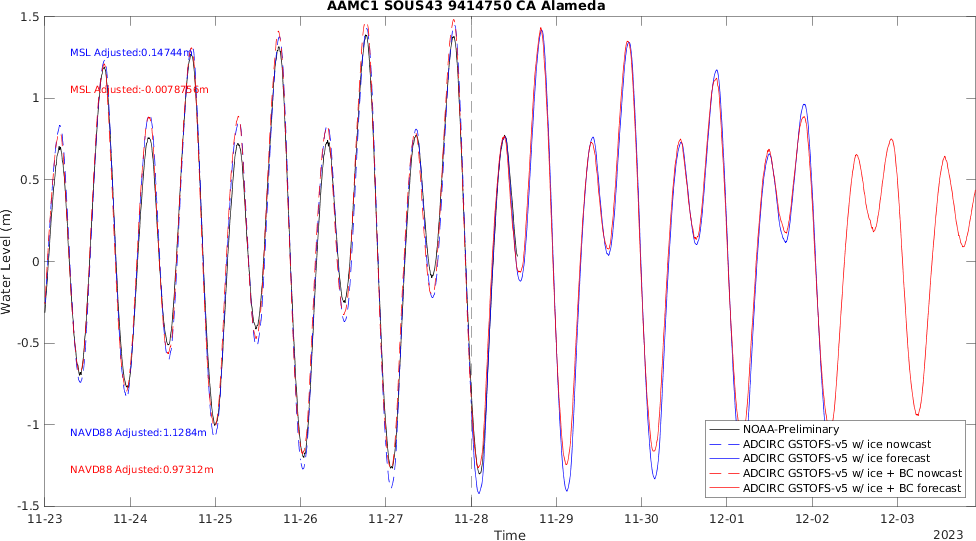 AAMC1 SOUS43 9414750 CA Alameda
1.5
1
0.5
0
-0.5
-1
-1.5
Water Level (m)
MSL Adjusted:0.14744m
MSL Adjusted:-0.0078756m
NAVD88 Adjusted:1.1284m
NAVD88 Adjusted:0.97312m
NOAA-Preliminary
ADCIRC GSTOFS-v5 w/ ice nowcast
ADCIRC GSTOFS-v5 w/ ice forecast
ADCIRC GSTOFS-v5 w/ ice + BC nowcast
ADCIRC GSTOFS-v5 w/ ice + BC forecast
11-23 11-24 11-25 11-26 11-27 11-28 11-29 11-30 12-01 12-02 12-03
Time
2023